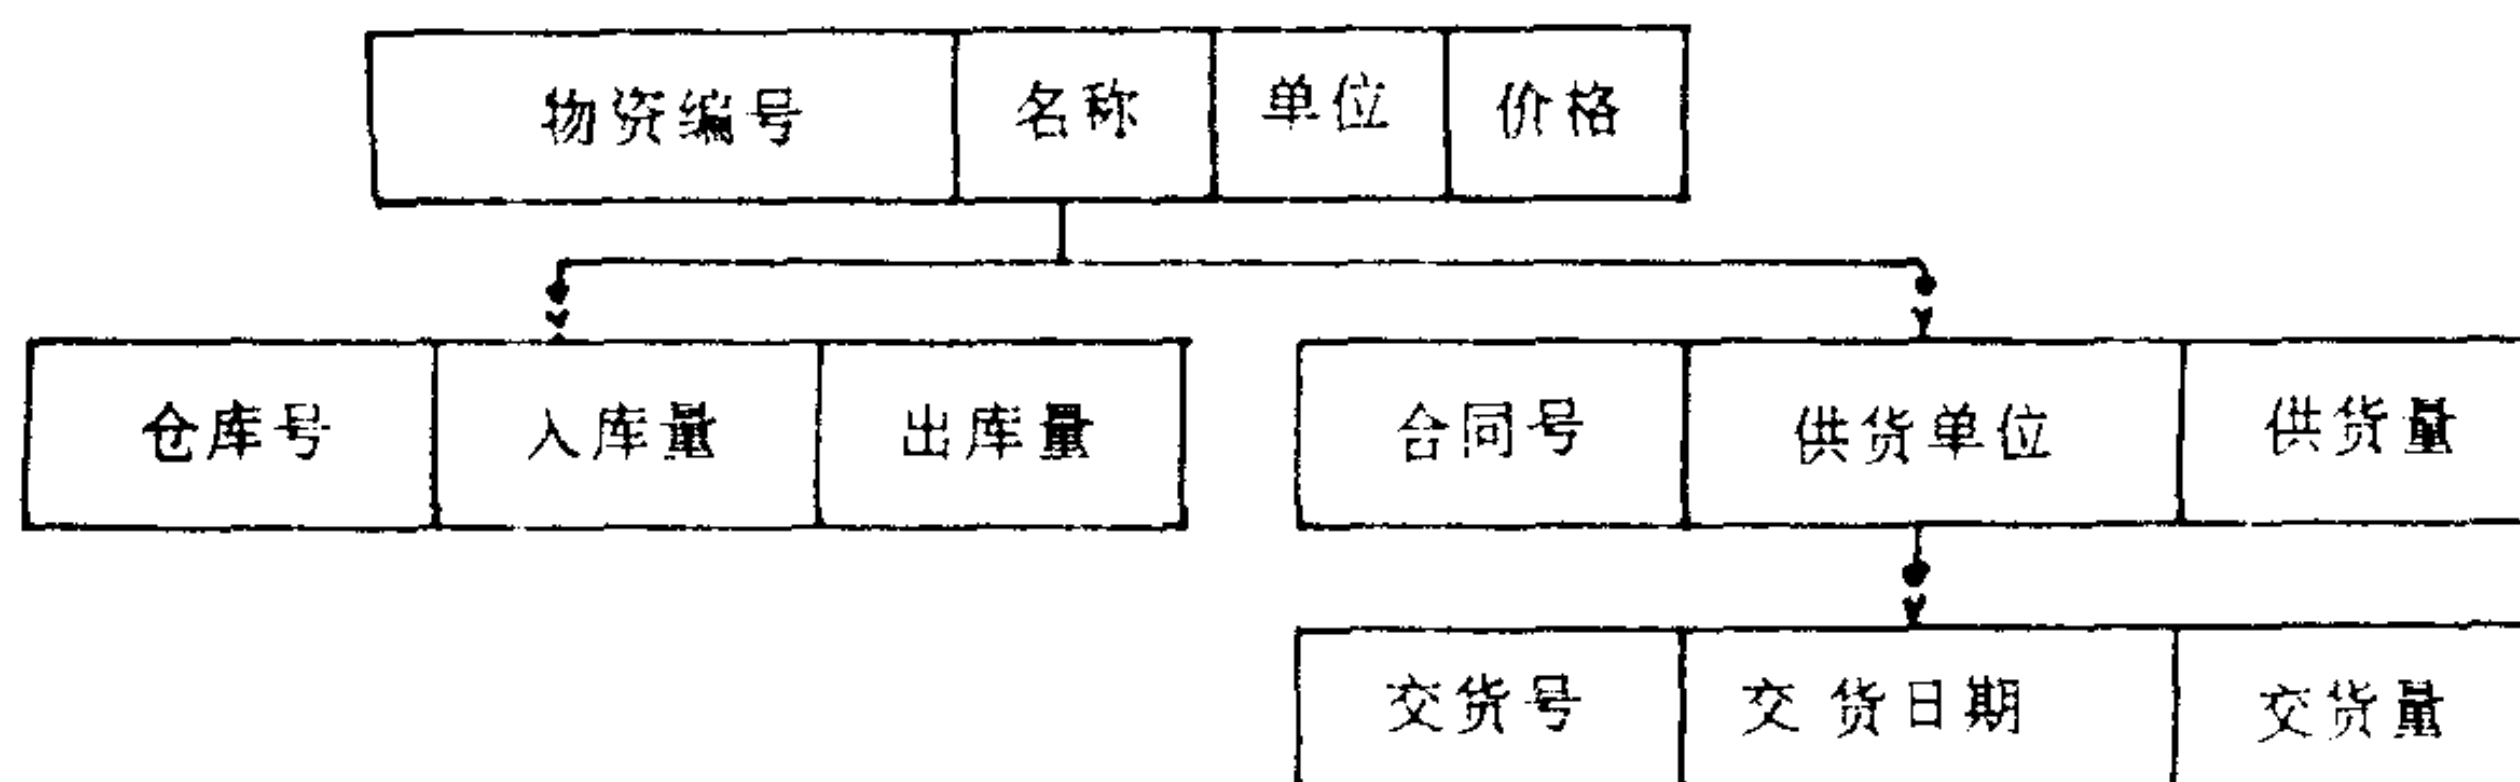 物资编号 名称 单位 价格
仓库号 入库量 出库量 合同号 供货单位 供货量
交货号 交货日期 交货量